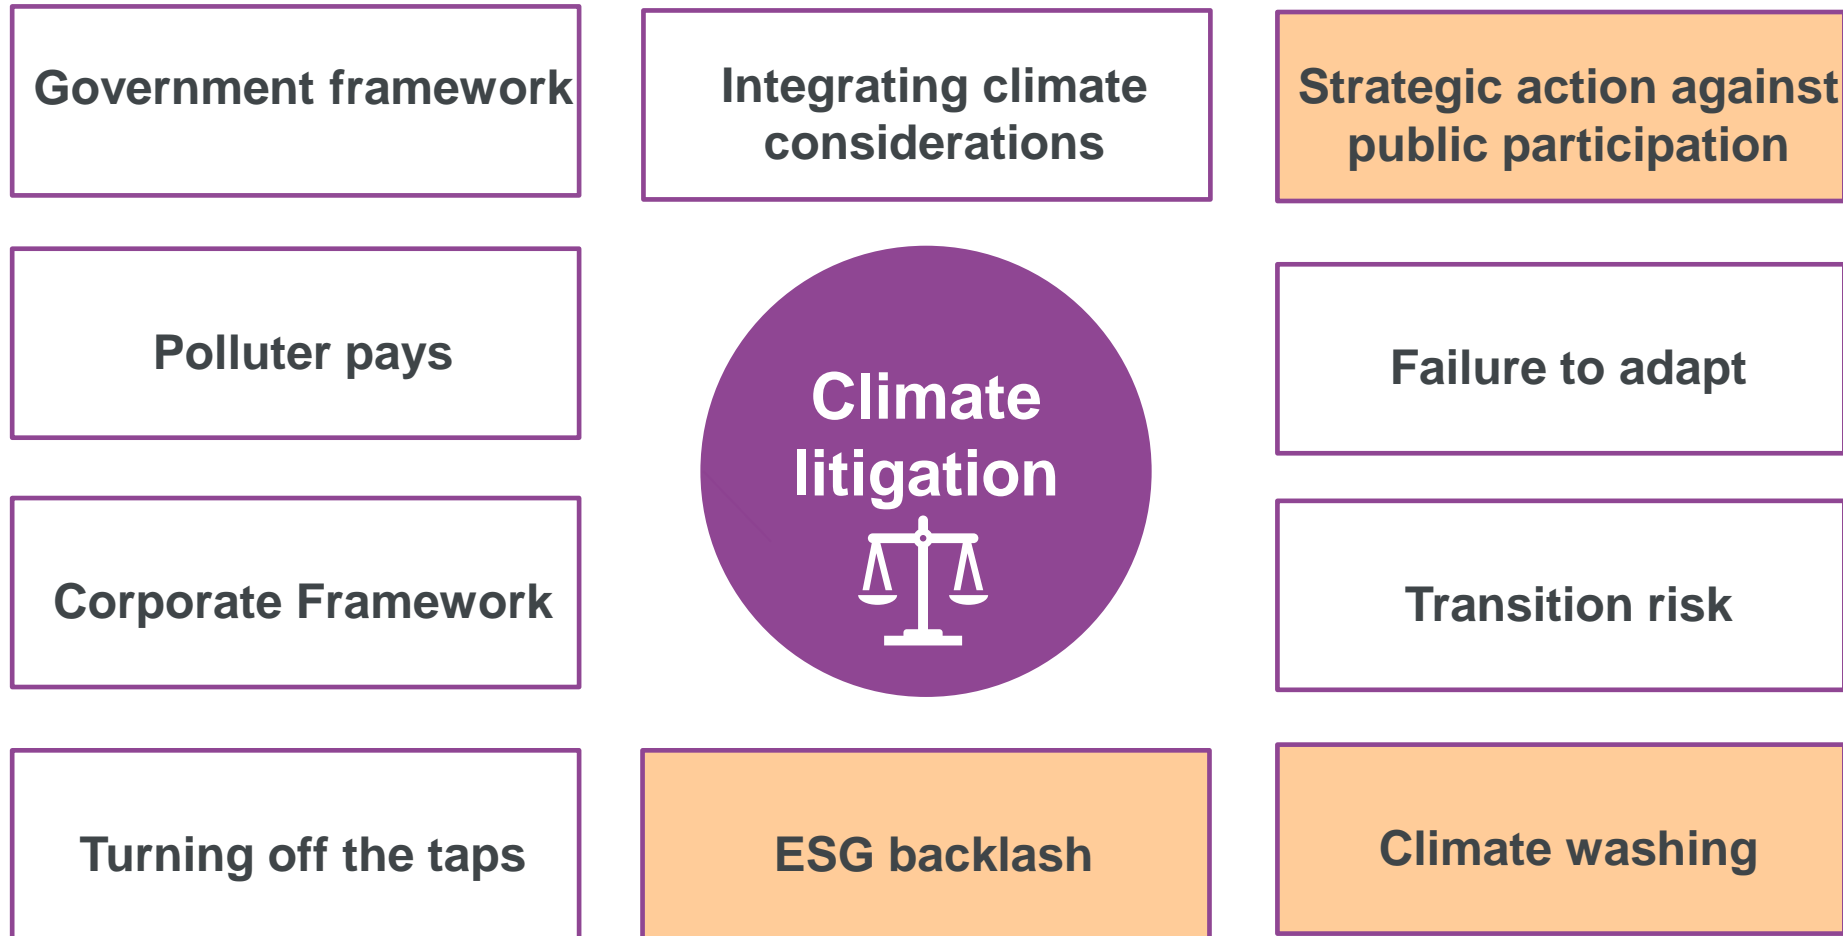 Government framework
Integrating climate
considerations
Strategic action against
public participation
Polluter pays
Climate
litigation
Failure to adapt
Corporate Framework
Transition risk
Turning off the taps
ESG backlash
Climate washing